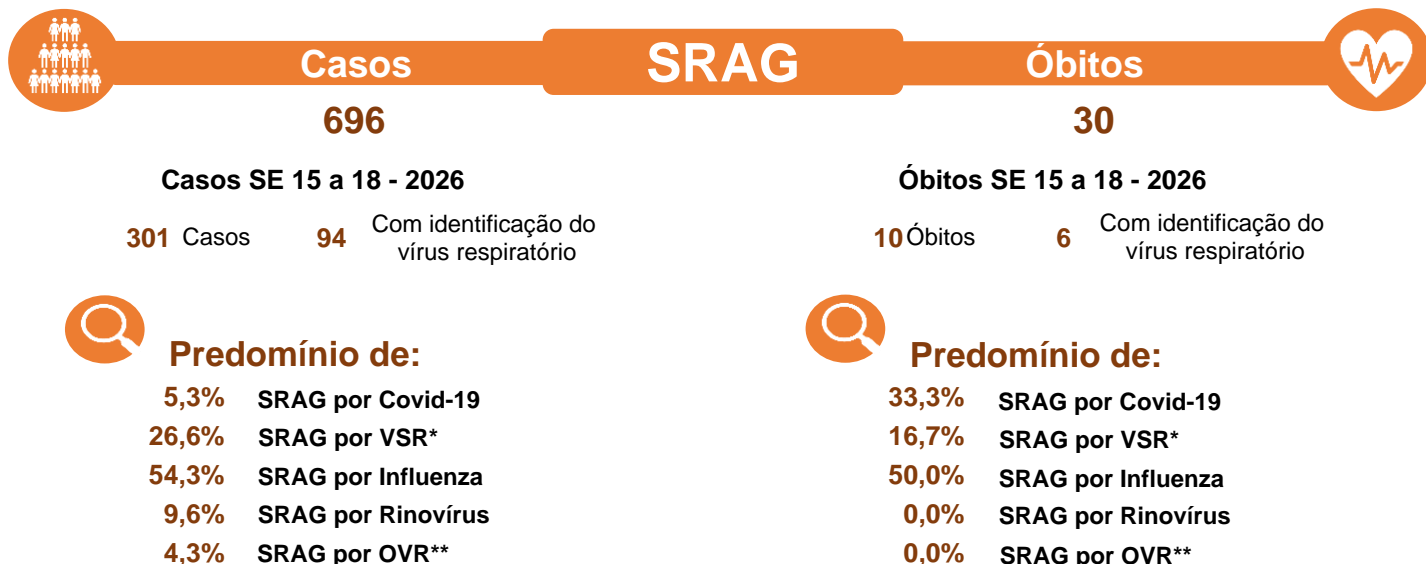 Casos
SRAG
Óbitos
696
30
Casos SE 15 a 18 - 2026
Óbitos SE 15 a 18 - 2026
301 Casos
94 Com identificação do
vírus respiratório
10 Óbitos
6 Com identificação do
vírus respiratório
Predomínio de:
5,3% SRAG por Covid-19
26,6% SRAG por VSR*
54,3% SRAG por Influenza
9,6% SRAG por Rinovírus
4,3% SRAG por OVR**
Predomínio de:
33,3% SRAG por Covid-19
16,7% SRAG por VSR*
50,0% SRAG por Influenza
0,0% SRAG por Rinovírus
0,0% SRAG por OVR**